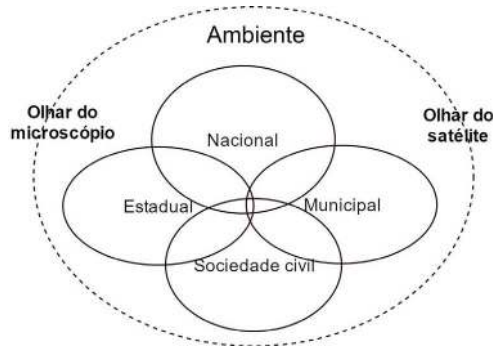 Ambiente
Olhar do
microscópio
Olhar do
satélite
Nacional
Estadual
Municipal
Sociedade civil